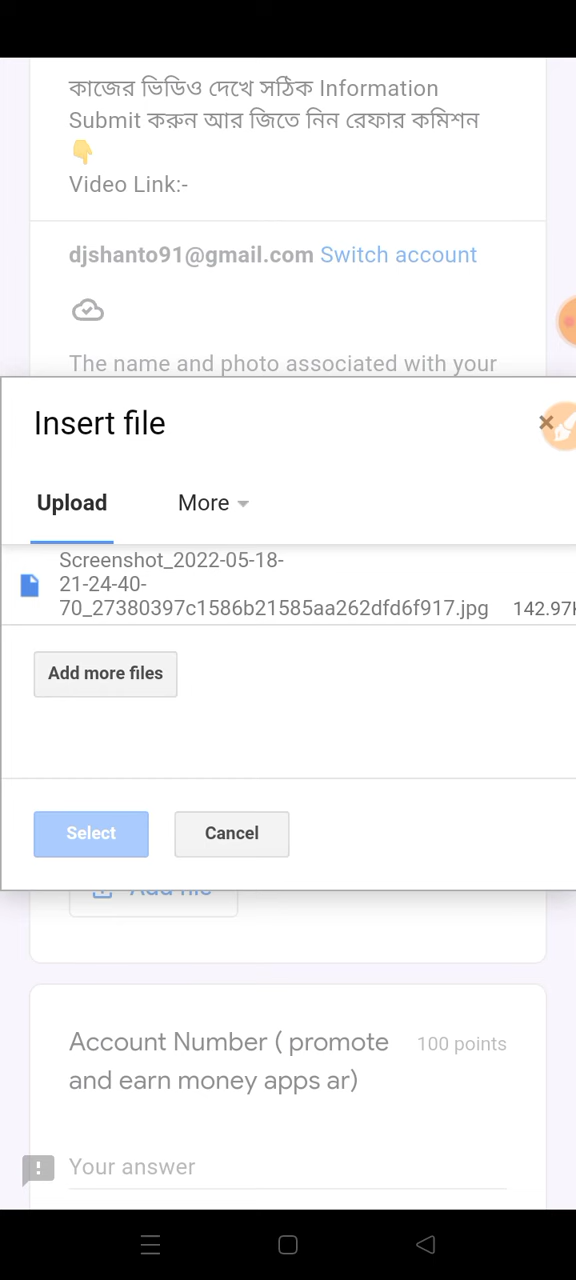 কাজের ভিডিও দেখে সঠিক Information
Submit করুন আর জিতে নিন রেফার কমিশন
👇
Video Link:-
djshanto91@gmail.com Switch account
The name and photo associated with your
Insert file
Upload
More
Screenshot_2022-05-18-
21-24-40-
70_27380397c1586b21585aa262dfd6f917.jpg 142.97K
Add more files
Select
Cancel
Add file
Account Number ( promote
and earn money apps ar)
100 points
Your answer